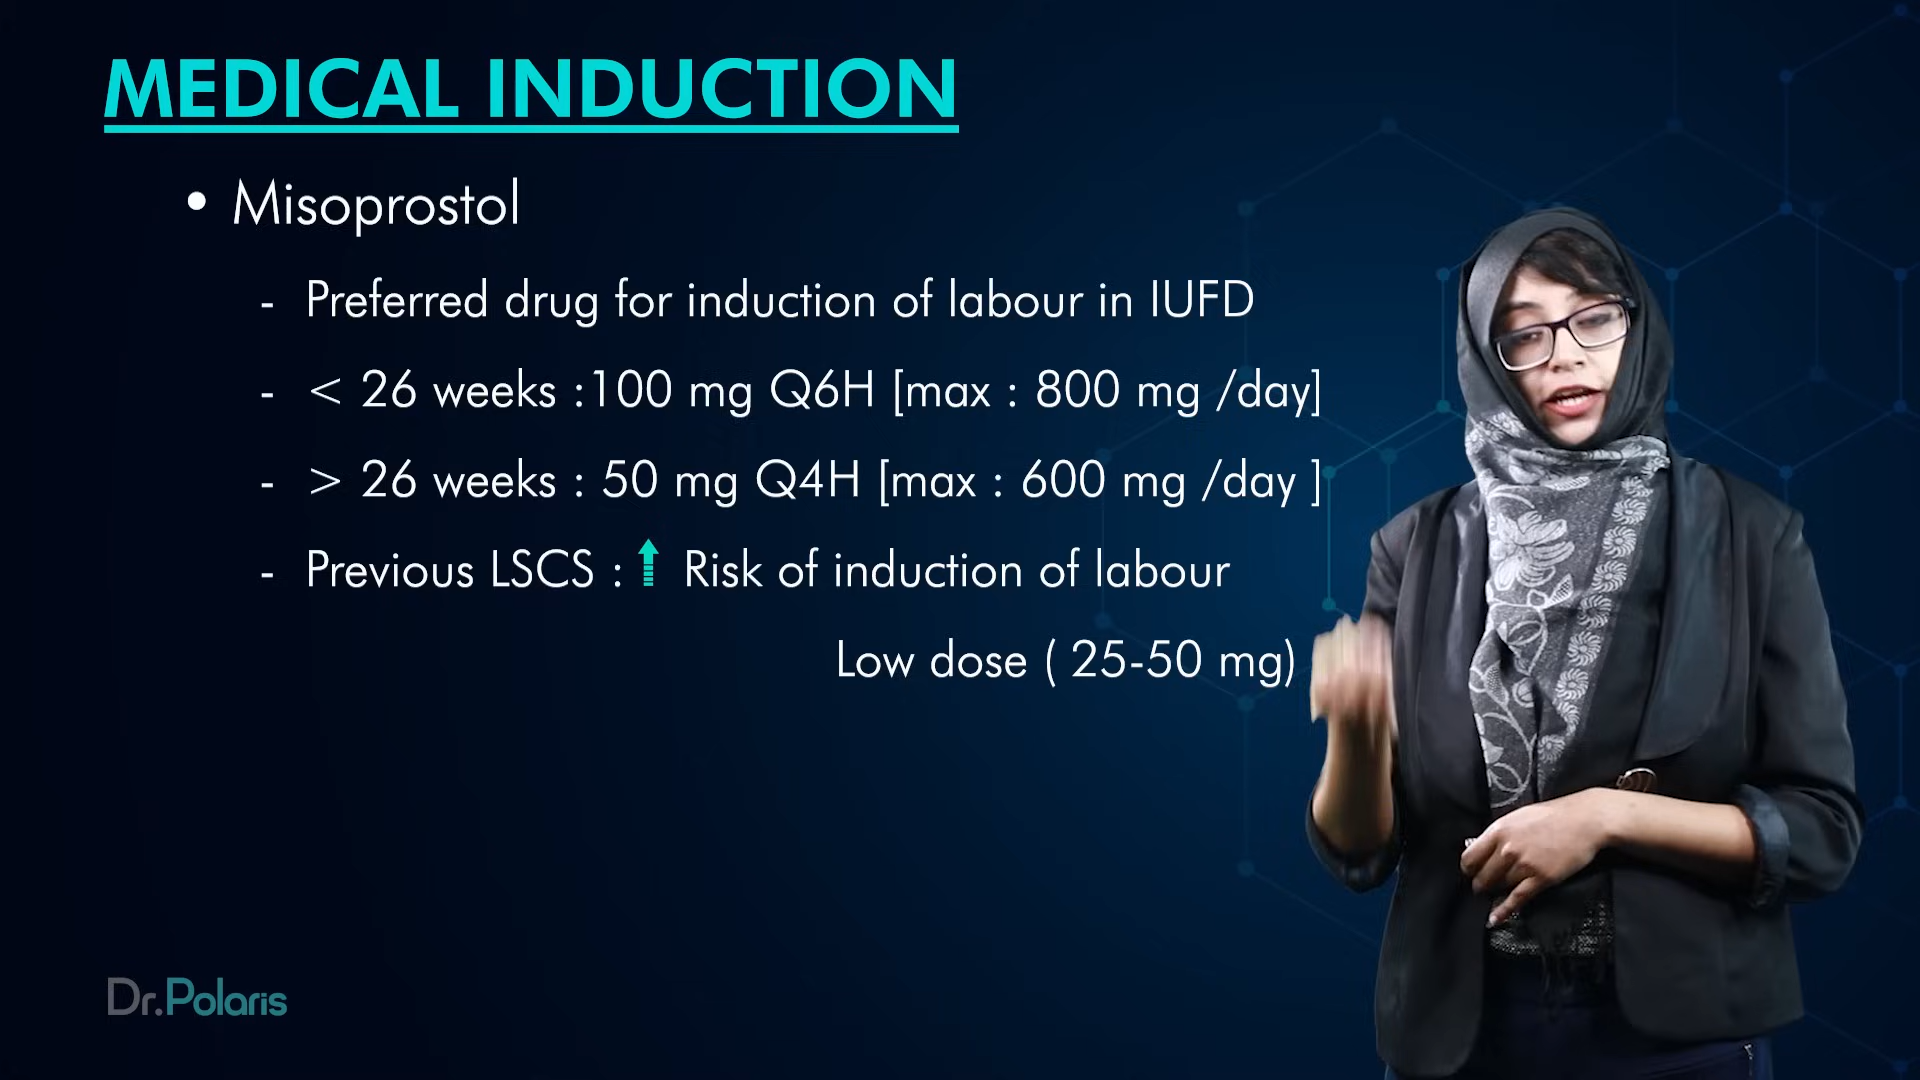 MEDICAL INDUCTION
• Misoprostol
- Preferred drug for induction of labour in IUFD
- < 26 weeks :100 mg Q6H [max : 800 mg /day]
- > 26 weeks : 50 mg Q4H [max : 600 mg /day ]
- Previous LSCS : ↑ Risk of induction of labour
Low dose ( 25-50 mg)
Dr.Polaris